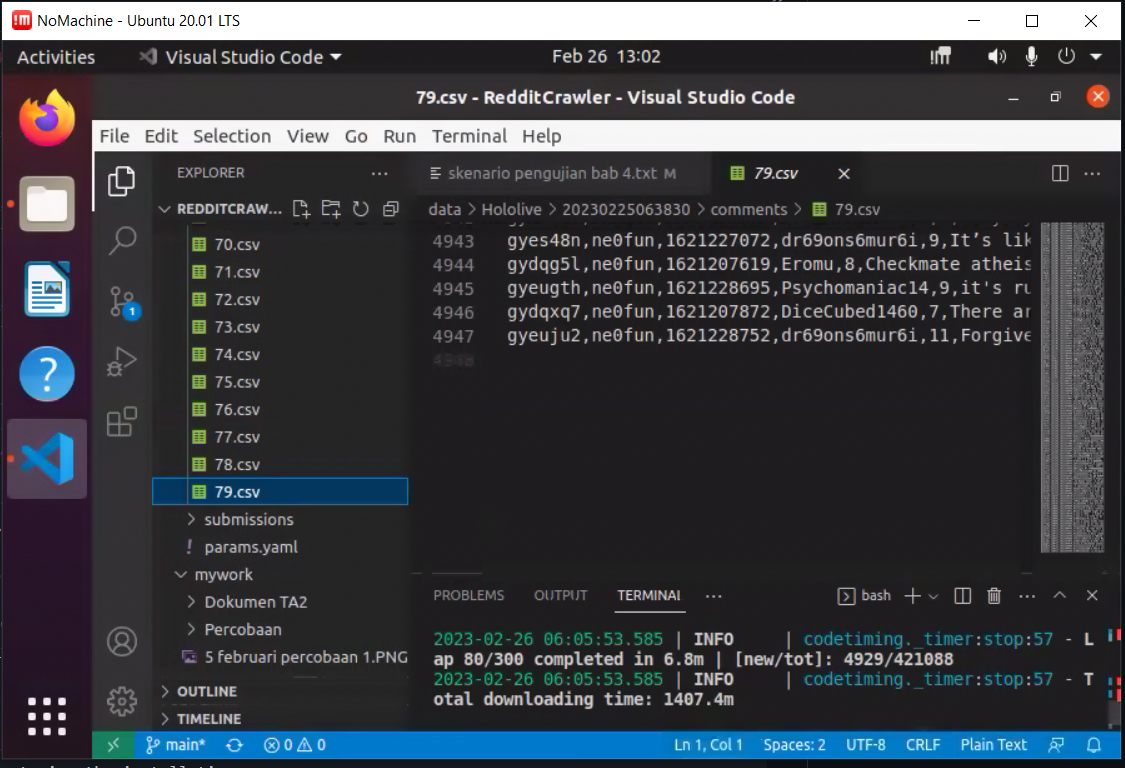 NoMachine - Ubuntu 20.01 LTS
Activities Visual Studio Code Feb 26 13:02
79.csv - RedditCrawler - Visual Studio Code
File Edit Selection View Go Run Terminal Help
EXPLORER ···
REDDITCRAW...
70.csv
71.csv
72.csv
73.csv
74.csv
75.csv
76.csv
77.csv
78.csv
79.csv
submissions
! params.yaml
mywork
Dokumen TA2
Percobaan
5 februari percobaan 1.PNG
OUTLINE
TIMELINE
1
skenario pengujian bab 4.txt M 79.csv
data > Hololive > 20230225063830 > comments > 79.csv
4943 gyes48n,ne0fun,1621227072,dr69ons6mur6i,9,It’s lik
4944 gydqg5l,ne0fun,1621207619,Eromu,8,Checkmate atheis
4945 gyeugth,ne0fun,1621228695,Psychomaniac14,9,it's ru
4946 gydqxq7,ne0fun,1621207872,DiceCubed1460,7,There ar
4947 gyeuju2,ne0fun,1621228752,dr69ons6mur6i,11,Forgive
4948
PROBLEMS OUTPUT TERMINAL ··· bash
2023-02-26 06:05:53.585 | INFO | codetiming._timer:stop:57 - L
ap 80/300 completed in 6.8m | [new/tot]: 4929/421088
2023-02-26 06:05:53.585 | INFO | codetiming._timer:stop:57 - T
otal downloading time: 1407.4m
main* 0 0 Ln 1, Col 1 Spaces: 2 UTF-8 CRLF Plain Text